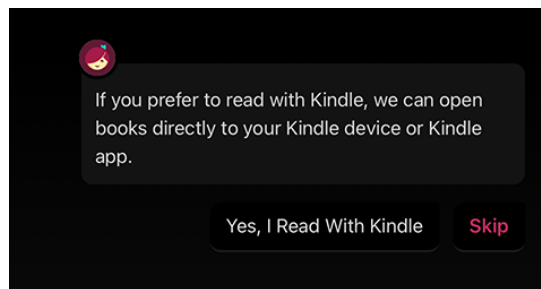 If you prefer to read with Kindle, we can open
books directly to your Kindle device or Kindle
app.
Yes, I Read With Kindle
Skip